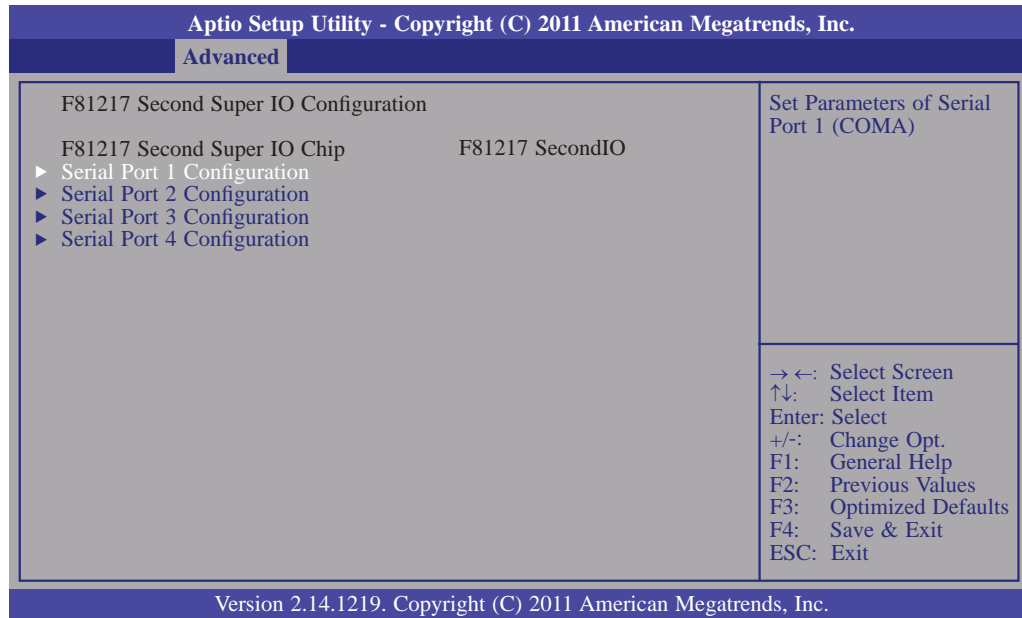 Aptio Setup Utility - Copyright (C) 2011 American Megatrends, Inc.
Advanced
F81217 Second Super IO Configuration
F81217 Second Super IO Chip F81217 SecondIO
► Serial Port 1 Configuration
► Serial Port 2 Configuration
► Serial Port 3 Configuration
► Serial Port 4 Configuration
Set Parameters of Serial
Port 1 (COMA)
→ ←: Select Screen
↑↓: Select Item
Enter: Select
+/-: Change Opt.
F1: General Help
F2: Previous Values
F3: Optimized Defaults
F4: Save & Exit
ESC: Exit
Version 2.14.1219. Copyright (C) 2011 American Megatrends, Inc.